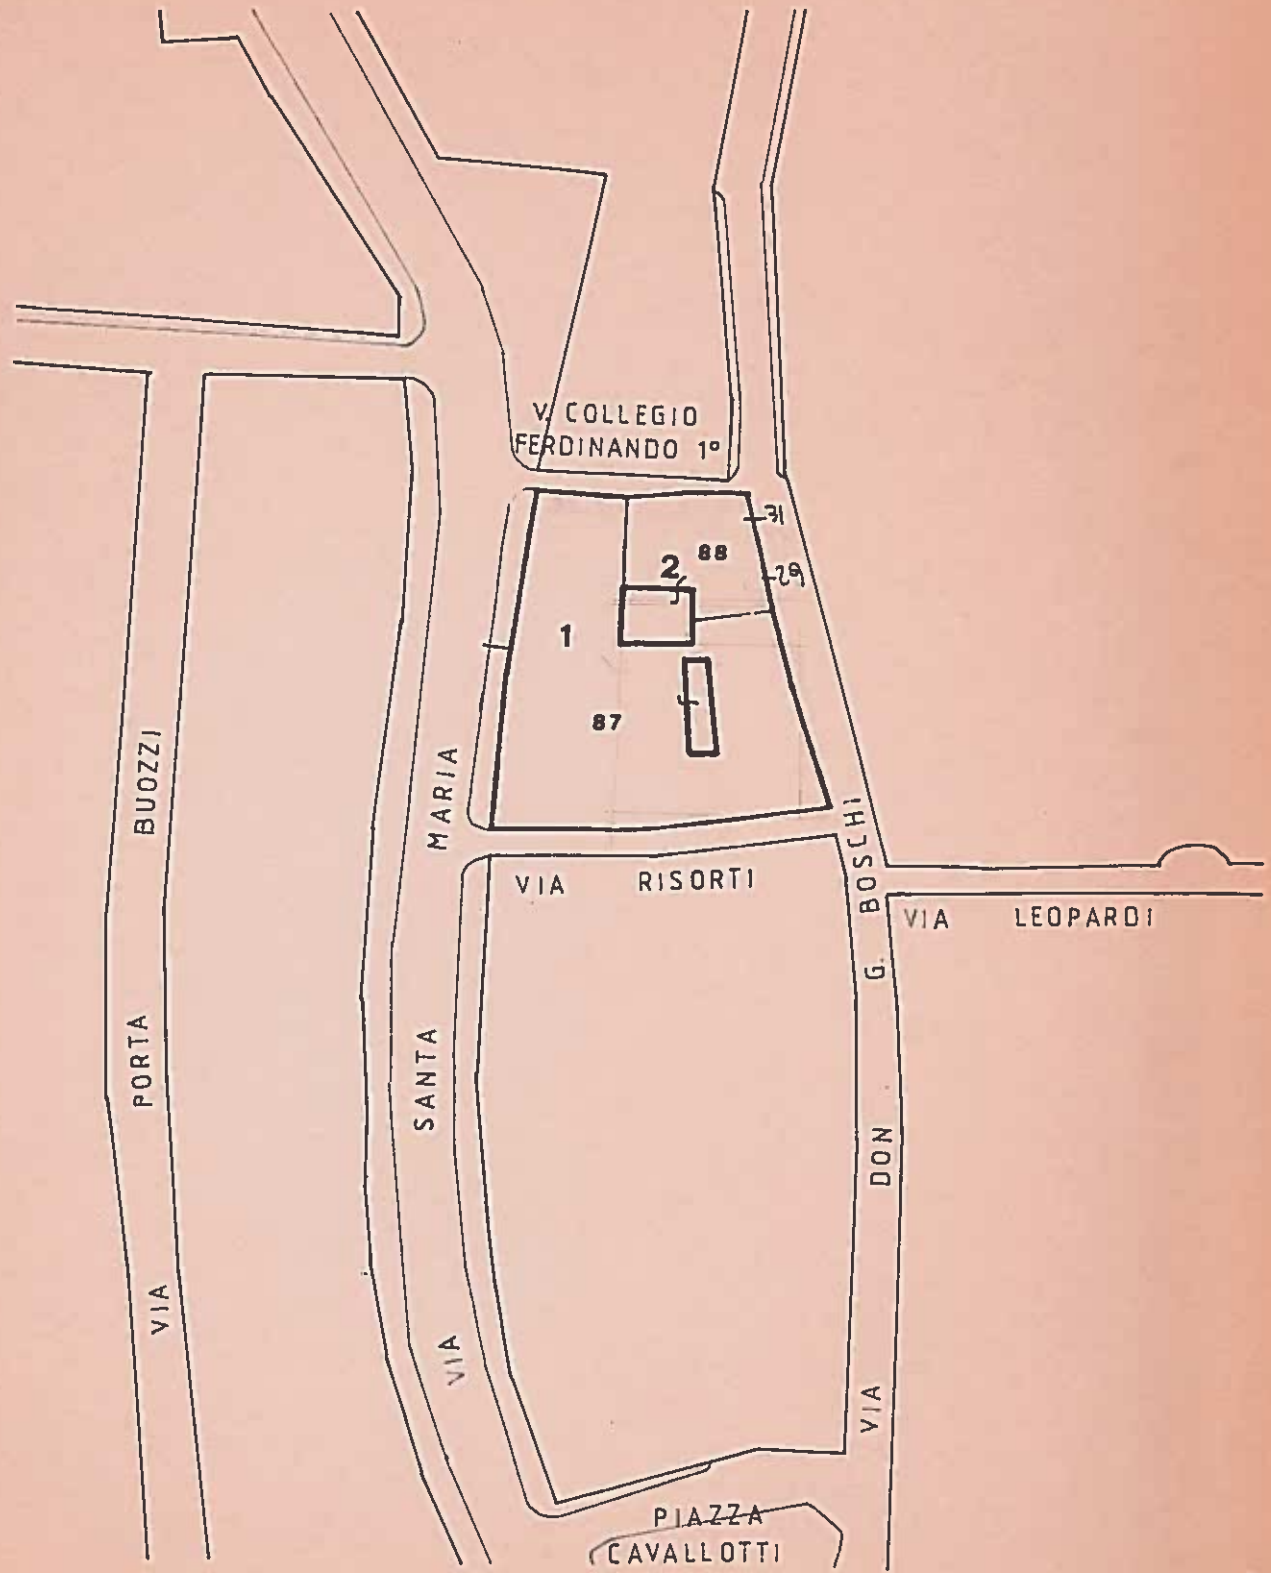 V. COLLEGIO
FERDINANDO 1º
31
88
2
29
1
87
VIA PORTA BUOZZI
VIA SANTA MARIA
VIA RISORTI
VIA DON G. BOSCHI
VIA LEOPARDI
PIAZZA
CAVALLOTTI